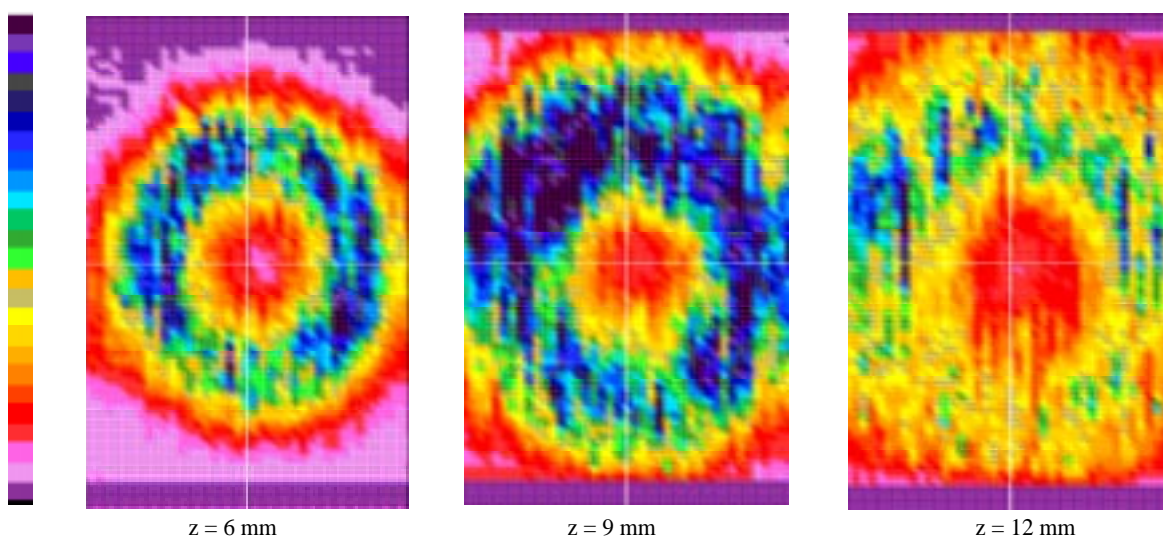 z = 6 mm
z = 9 mm
z = 12 mm